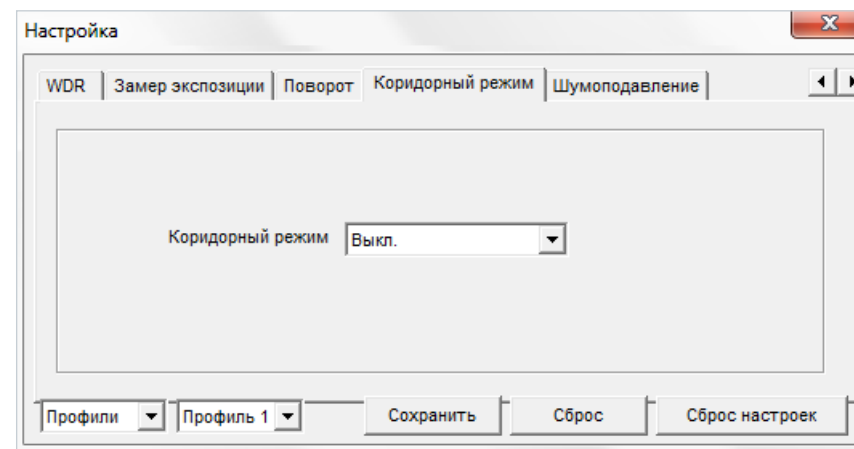 Настройка
WDR Замер экспозиции Поворот Коридорный режим Шумоподавление
Коридорный режим Выкл.
Профили Профиль 1 Сохранить Сброс Сброс настроек